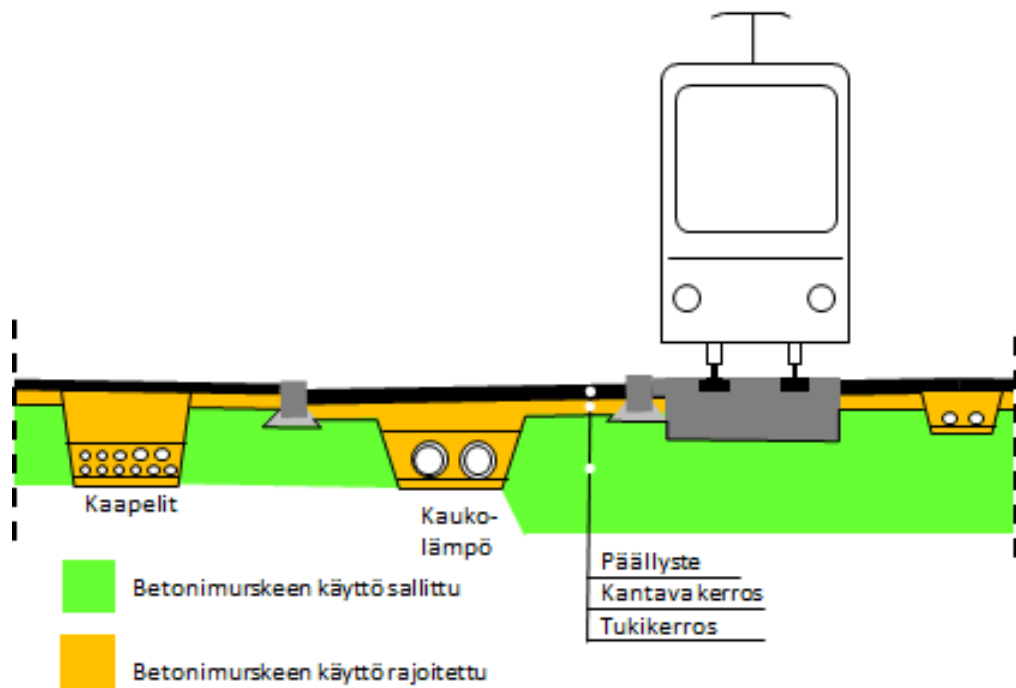 Kaapelit
Kauko-
lämpö
Päällyste
Kantava kerros
Tukikerros
Betonimurskeen käyttö sallittu
Betonimurskeen käyttö rajoitettu